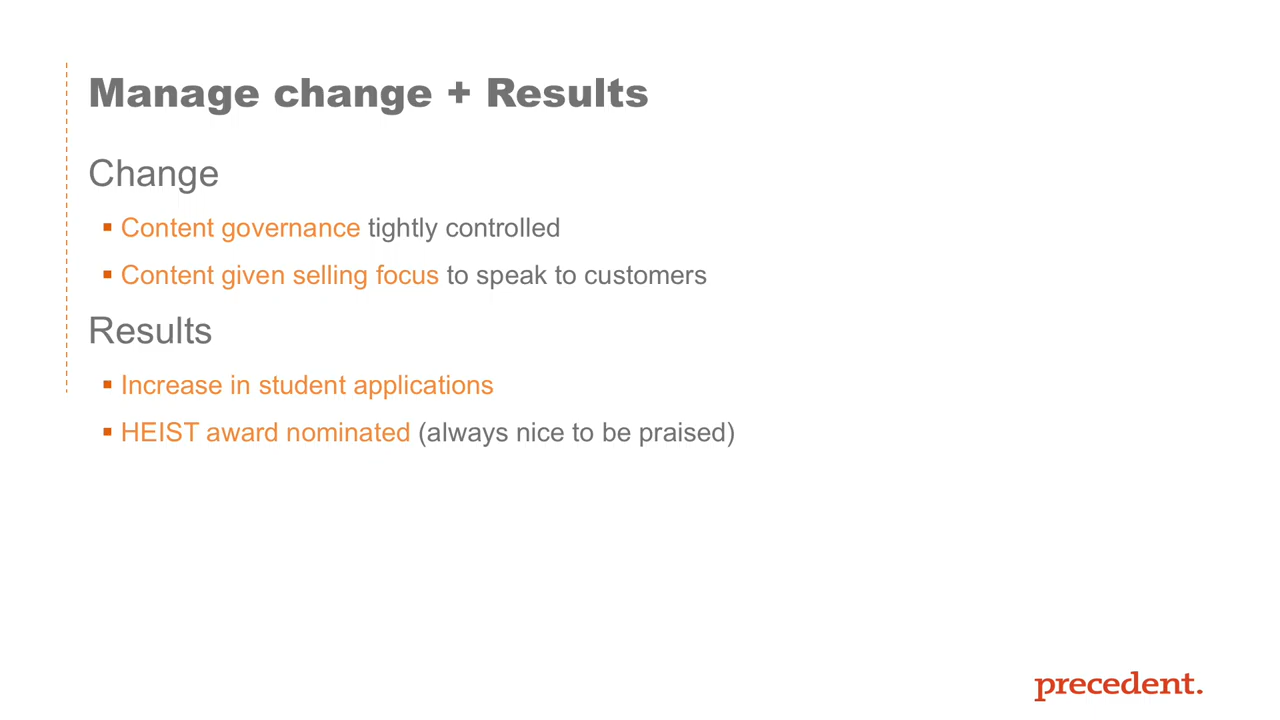 Manage change + Results
Change
▪ Content governance tightly controlled
▪ Content given selling focus to speak to customers
Results
▪ Increase in student applications
▪ HEIST award nominated (always nice to be praised)
precedent.